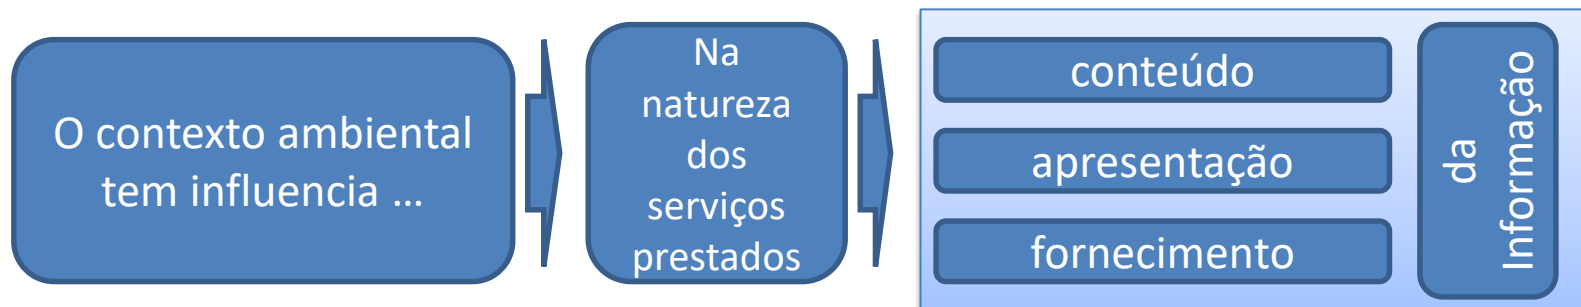 O contexto ambiental
tem influencia ...
Na
natureza
dos
serviços
prestados
conteúdo
apresentação
fornecimento
da
Informação